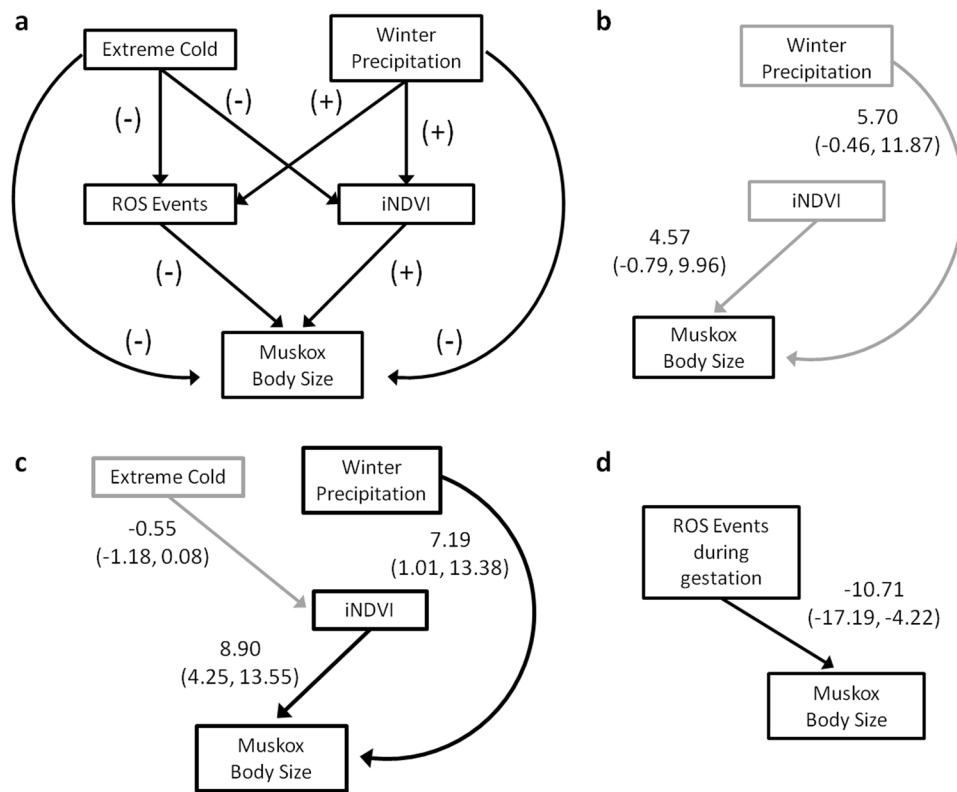 a
Extreme Cold
Winter
Precipitation
(-)
(-)
(+)
(+)
ROS Events
iNDVI
(-)
(+)
(-)
(-)
Muskox
Body Size
b
Winter
Precipitation
5.70
(-0.46, 11.87)
iNDVI
4.57
(-0.79, 9.96)
Muskox
Body Size
c
Extreme Cold
Winter
Precipitation
-0.55
(-1.18, 0.08)
7.19
(1.01, 13.38)
iNDVI
8.90
(4.25, 13.55)
Muskox
Body Size
d
ROS Events
during
gestation
-10.71
(-17.19, -4.22)
Muskox
Body Size